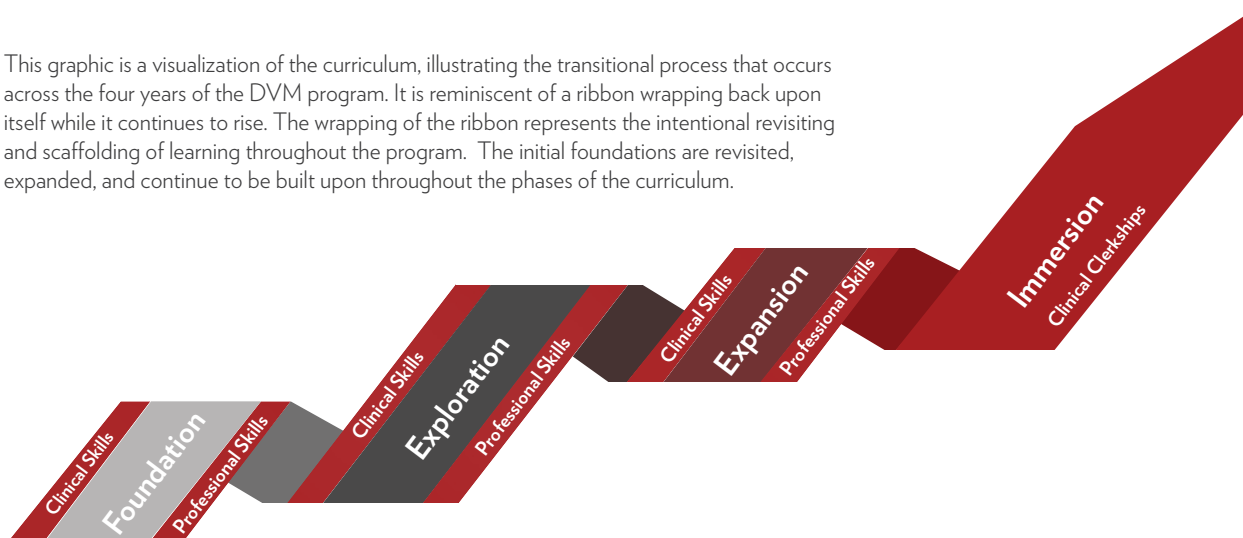 This graphic is a visualization of the curriculum, illustrating the transitional process that occurs
across the four years of the DVM program. It is reminiscent of a ribbon wrapping back upon
itself while it continues to rise. The wrapping of the ribbon represents the intentional revisiting
and scaffolding of learning throughout the program.  The initial foundations are revisited,
expanded, and continue to be built upon throughout the phases of the curriculum.
Clinical Skills
Foundation
Professional Skills
Clinical Skills
Exploration
Professional Skills
Clinical Skills
Expansion
Professional Skills
Immersion
Clinical Clerkships